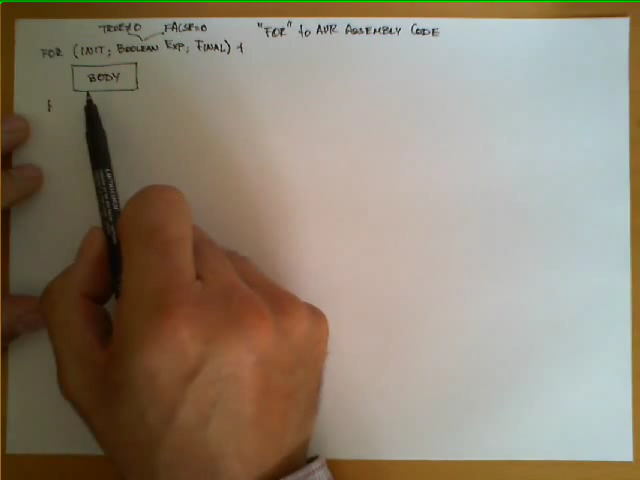 TRUE≠0 FALSE=0 "FOR" to AVR ASSEMBLY CODE
FOR (INIT; BOOLEAN EXP; FINAL) {
BODY
}